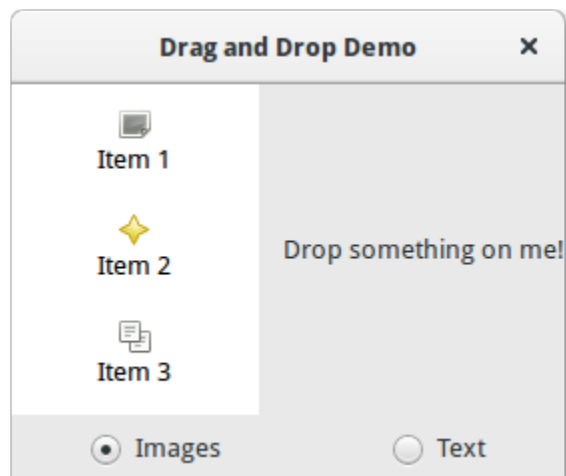 Drag and Drop Demo
Item 1
Item 2
Drop something on me!
Item 3
Images
Text